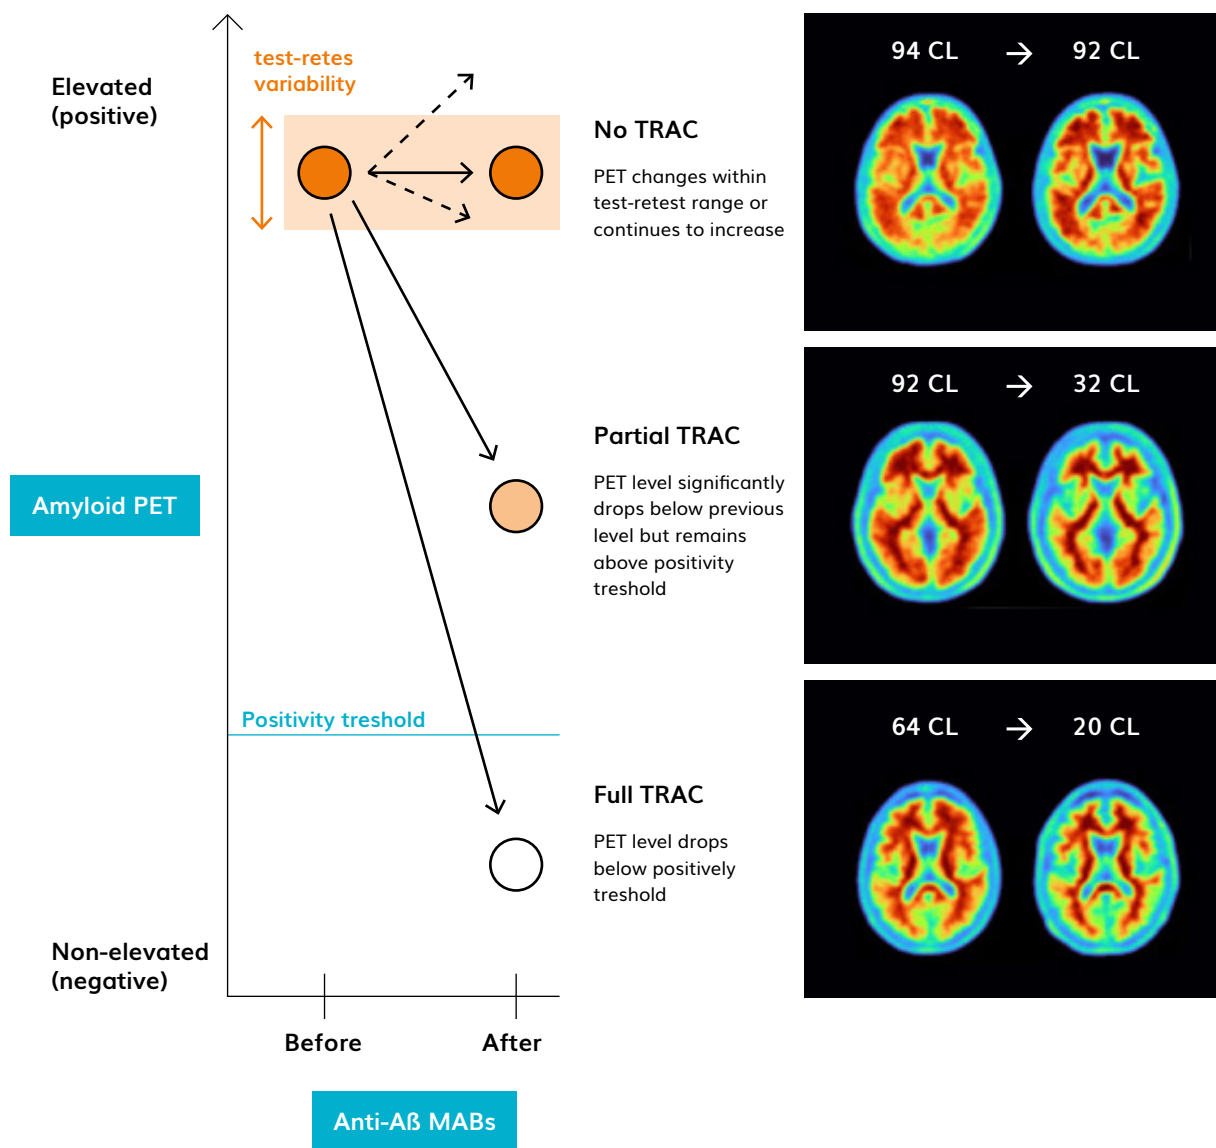 Elevated
(positive)
test-retes
variability
No TRAC
PET changes within
test-retest range or
continues to increase
94 CL → 92 CL
Amyloid PET
Partial TRAC
PET level significantly
drops below previous
level but remains
above positivity
treshold
92 CL → 32 CL
Positivity treshold
Full TRAC
PET level drops
below positively
treshold
64 CL → 20 CL
Non-elevated
(negative)
Before After
Anti-Aß MABs